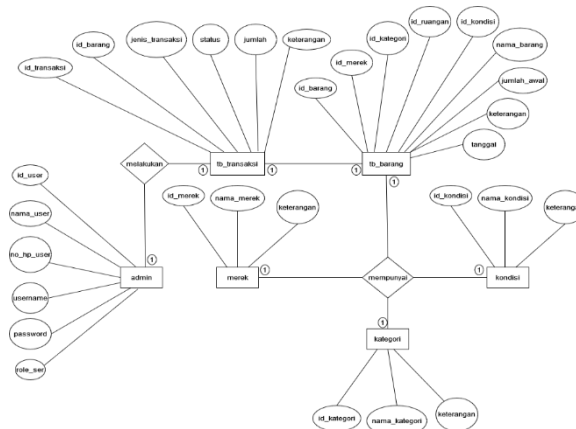 id_transaksi
id_barang
jenis_transaksi
status
jumlah
keterangan
id_barang
id_merek
id_kategori
id_ruangan
id_kondisi
nama_barang
jumlah_awal
keterangan
tanggal
melakukan
1
tb_transaksi
1
1
tb_barang
1
1
id_user
nama_user
no_hp_user
username
password
role_ser
admin
id_merek
nama_merek
keterangan
merek
1
mempunyai
id_kondisi
nama_kondisi
keterangan
1
kondisi
1
kategori
id_kategori
nama_kategori
keterangan